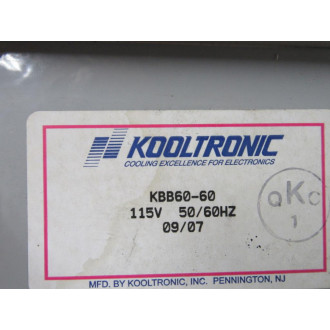 KOOLTRONIC
COOLING EXCELLENCE FOR ELECTRONICS
KBB60-60
115V 50/60HZ
09/07
QKC
1
MFD. BY KOOLTRONIC, INC. PENNINGTON, NJ